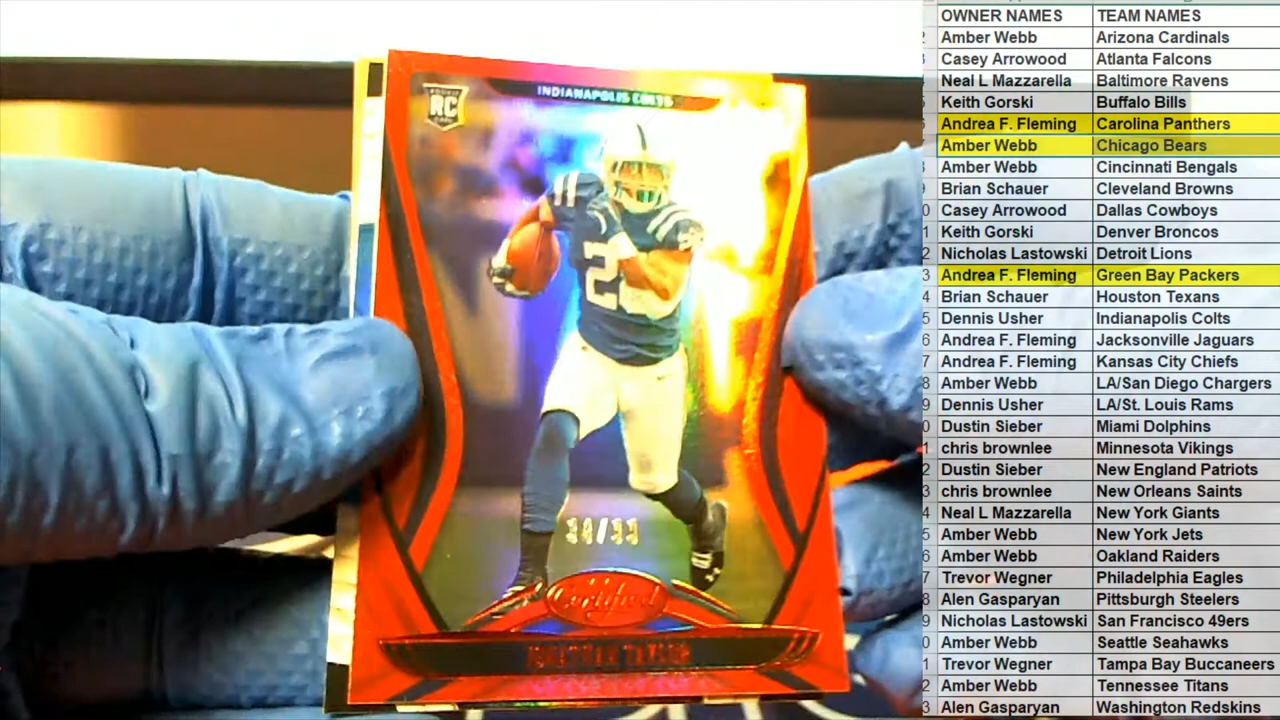 INDIANAPOLIS COLTS
RC
2
Certified
JONATHAN TAYLOR
OWNER NAMES TEAM NAMES
Amber Webb Arizona Cardinals
Casey Arrowood Atlanta Falcons
Neal L Mazzarella Baltimore Ravens
Keith Gorski Buffalo Bills
Andrea F. Fleming Carolina Panthers
Amber Webb Chicago Bears
Amber Webb Cincinnati Bengals
Brian Schauer Cleveland Browns
Casey Arrowood Dallas Cowboys
Keith Gorski Denver Broncos
Nicholas Lastowski Detroit Lions
Andrea F. Fleming Green Bay Packers
Brian Schauer Houston Texans
Dennis Usher Indianapolis Colts
Andrea F. Fleming Jacksonville Jaguars
Andrea F. Fleming Kansas City Chiefs
Amber Webb LA/San Diego Chargers
Dennis Usher LA/St. Louis Rams
Dustin Sieber Miami Dolphins
chris brownlee Minnesota Vikings
Dustin Sieber New England Patriots
chris brownlee New Orleans Saints
Neal L Mazzarella New York Giants
Amber Webb New York Jets
Amber Webb Oakland Raiders
Trevor Wegner Philadelphia Eagles
Alen Gasparyan Pittsburgh Steelers
Nicholas Lastowski San Francisco 49ers
Amber Webb Seattle Seahawks
Trevor Wegner Tampa Bay Buccaneers
Amber Webb Tennessee Titans
Alen Gasparyan Washington Redskins